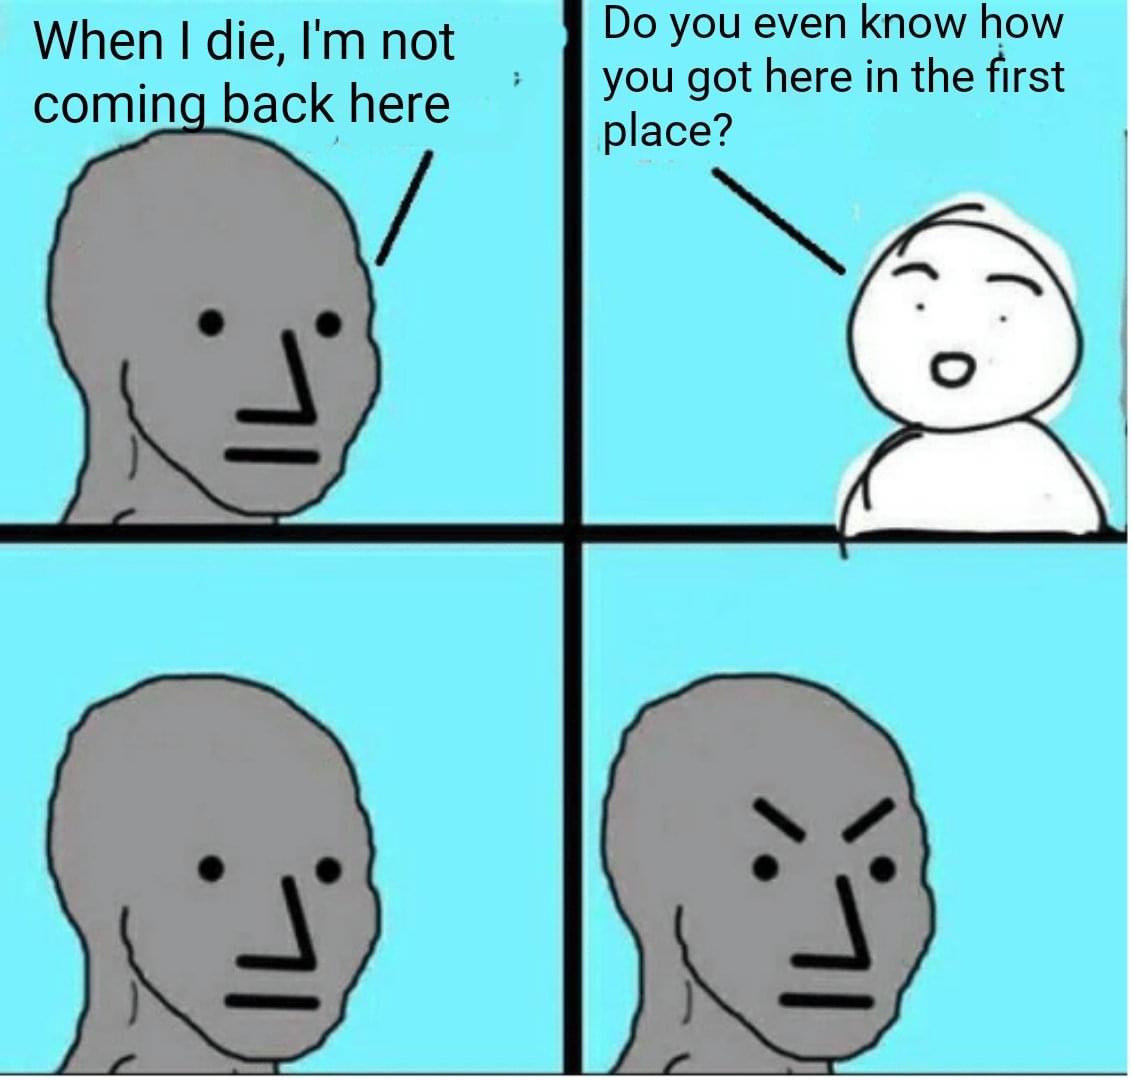 When I die, I'm not
coming back here
Do you even know how
you got here in the first
place?